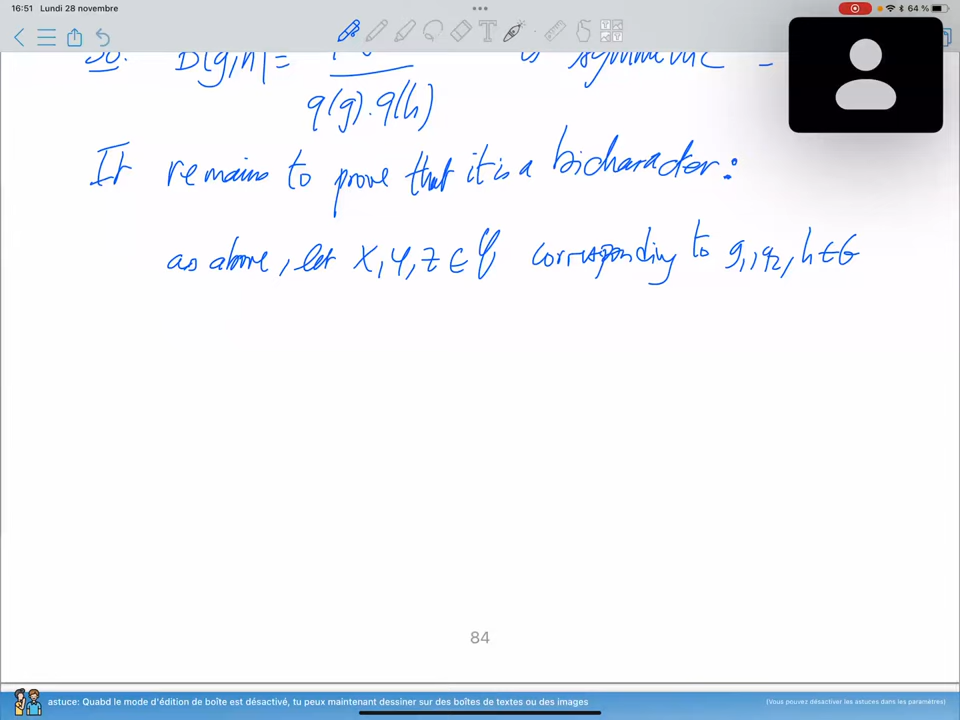 16:51 Lundi 28 novembre 64 %
So: B(g,h) = is symmetric =
q(g).q(h)
It remains to prove that it is a bicharacter:
as above, let X, Y, Z ∈ corresponding to g₁, g₂, h ∈ G
84
astuce: Quabd le mode d'édition de boîte est désactivé, tu peux maintenant dessiner sur des boîtes de textes ou des images (Vous pouvez désactiver les astuces dans les paramètres)